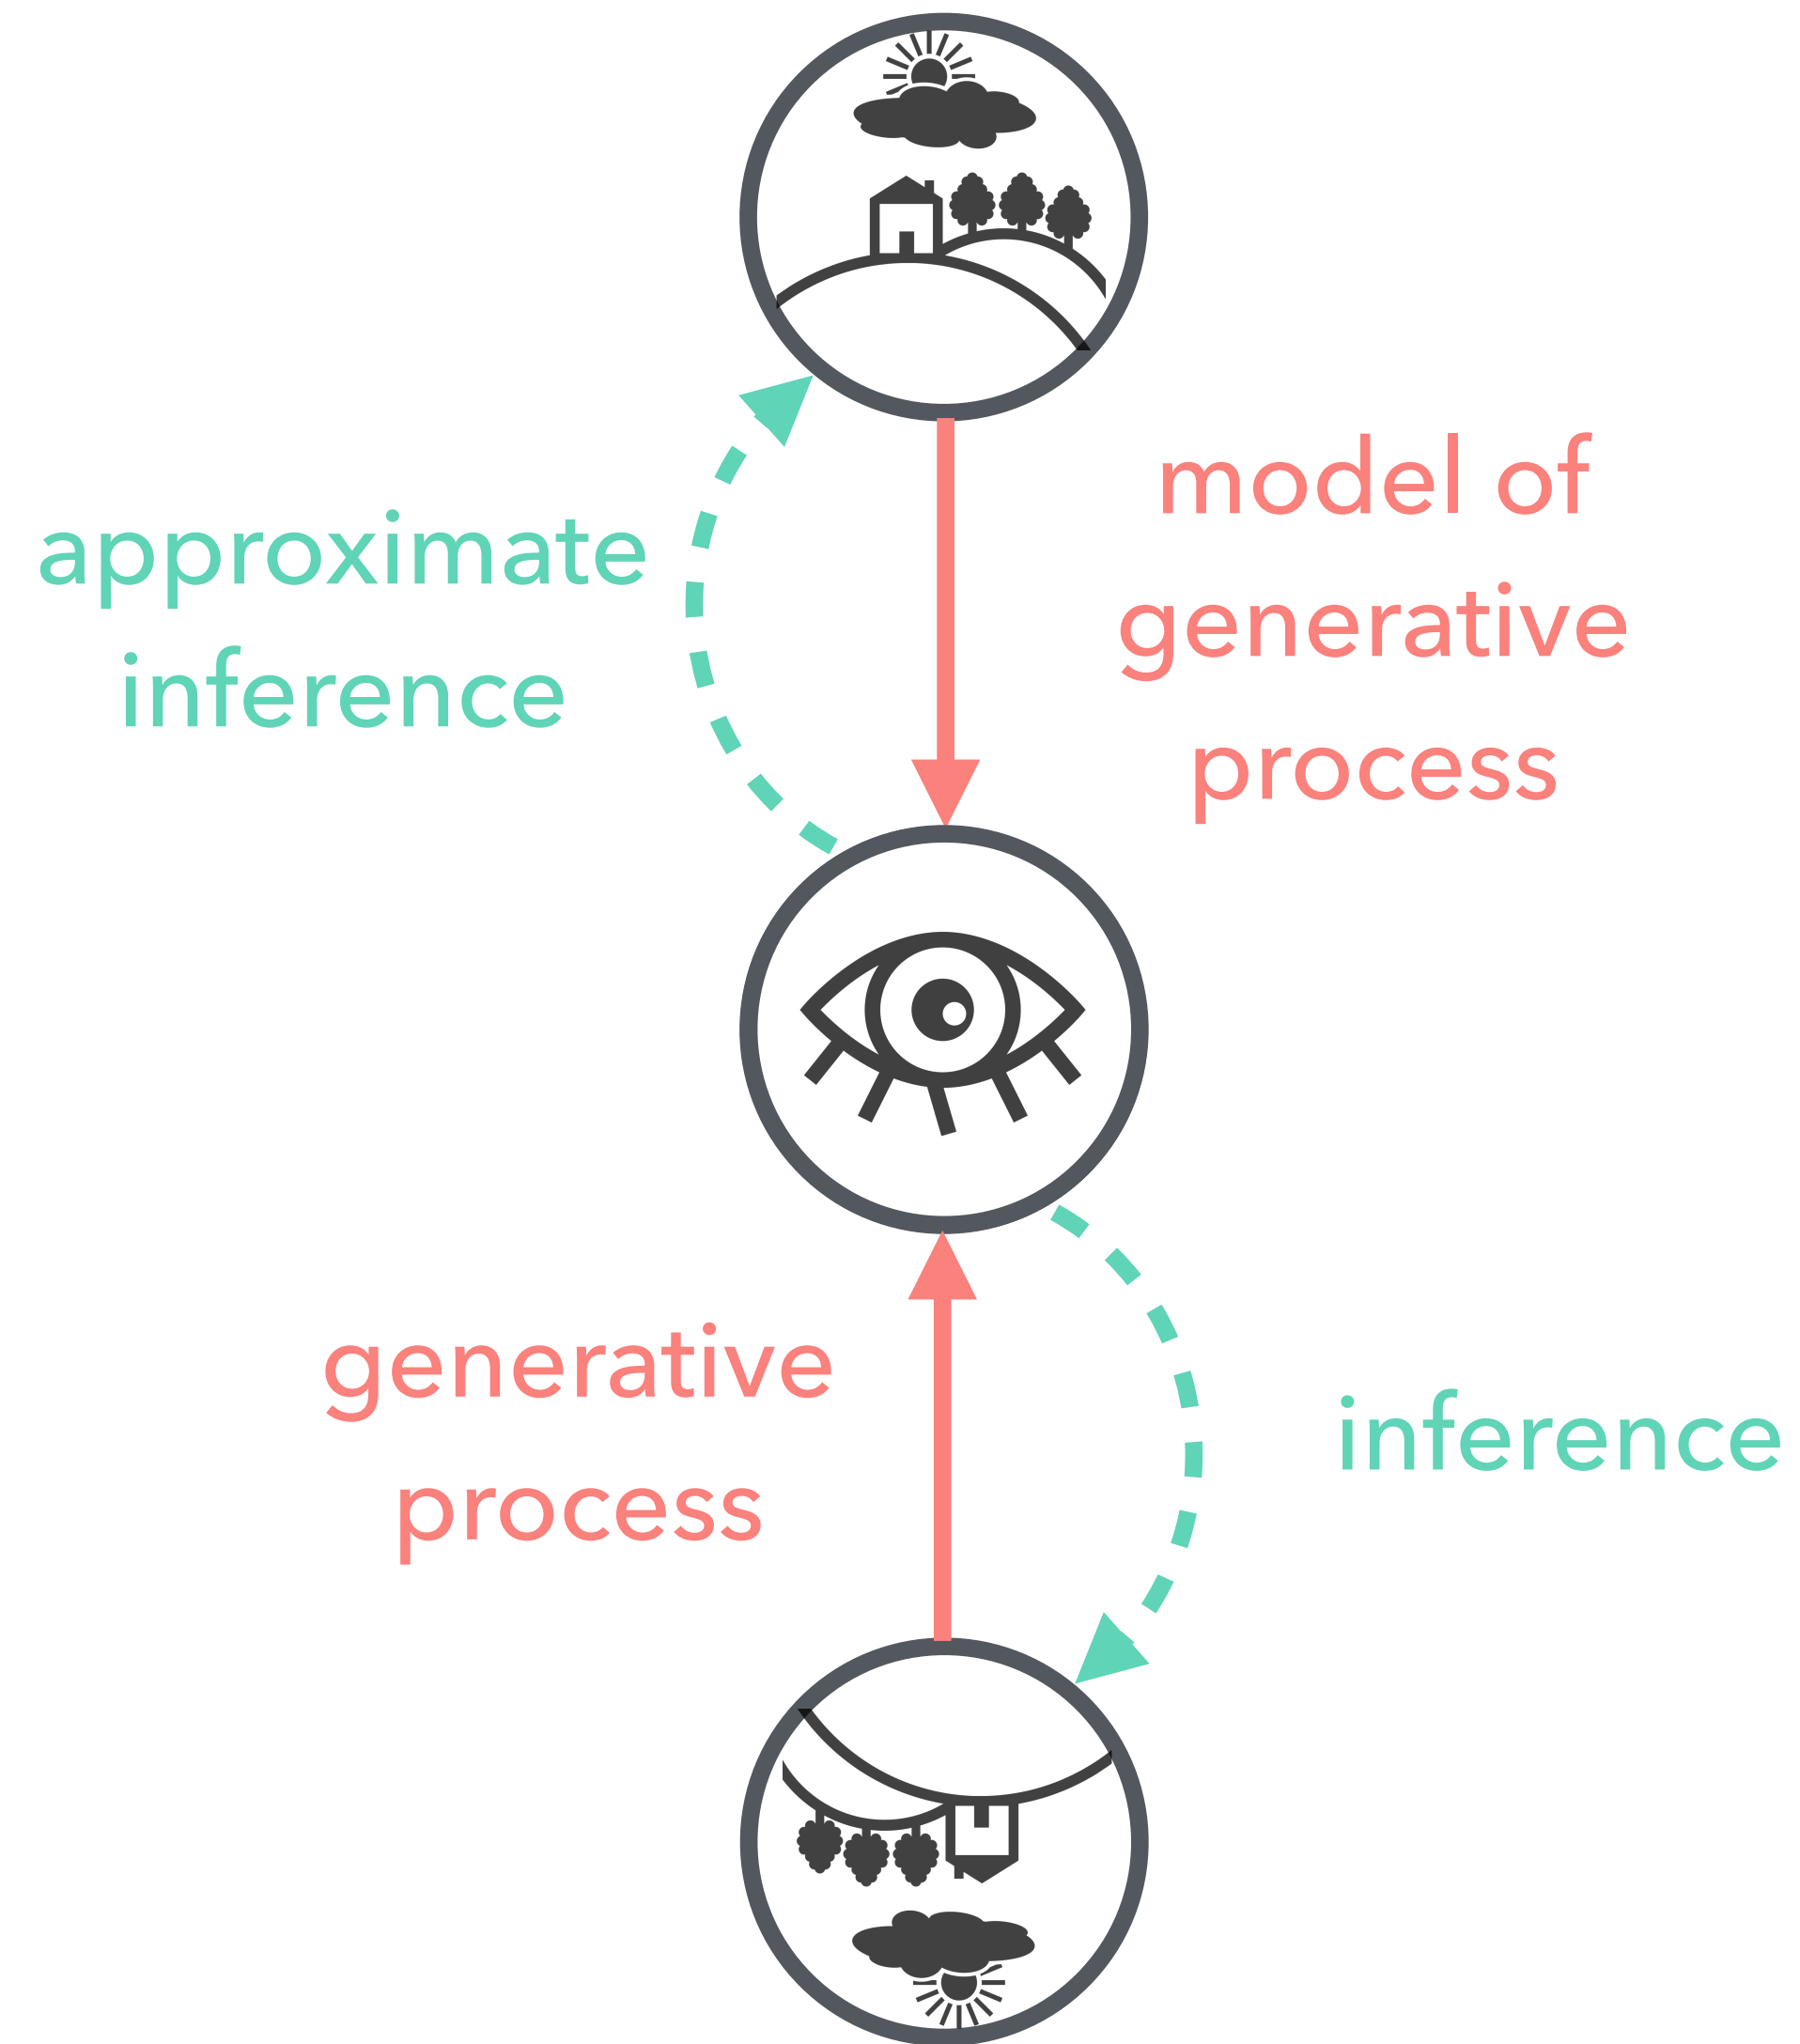 model of
generative
process
approximate
inference
generative
process
inference